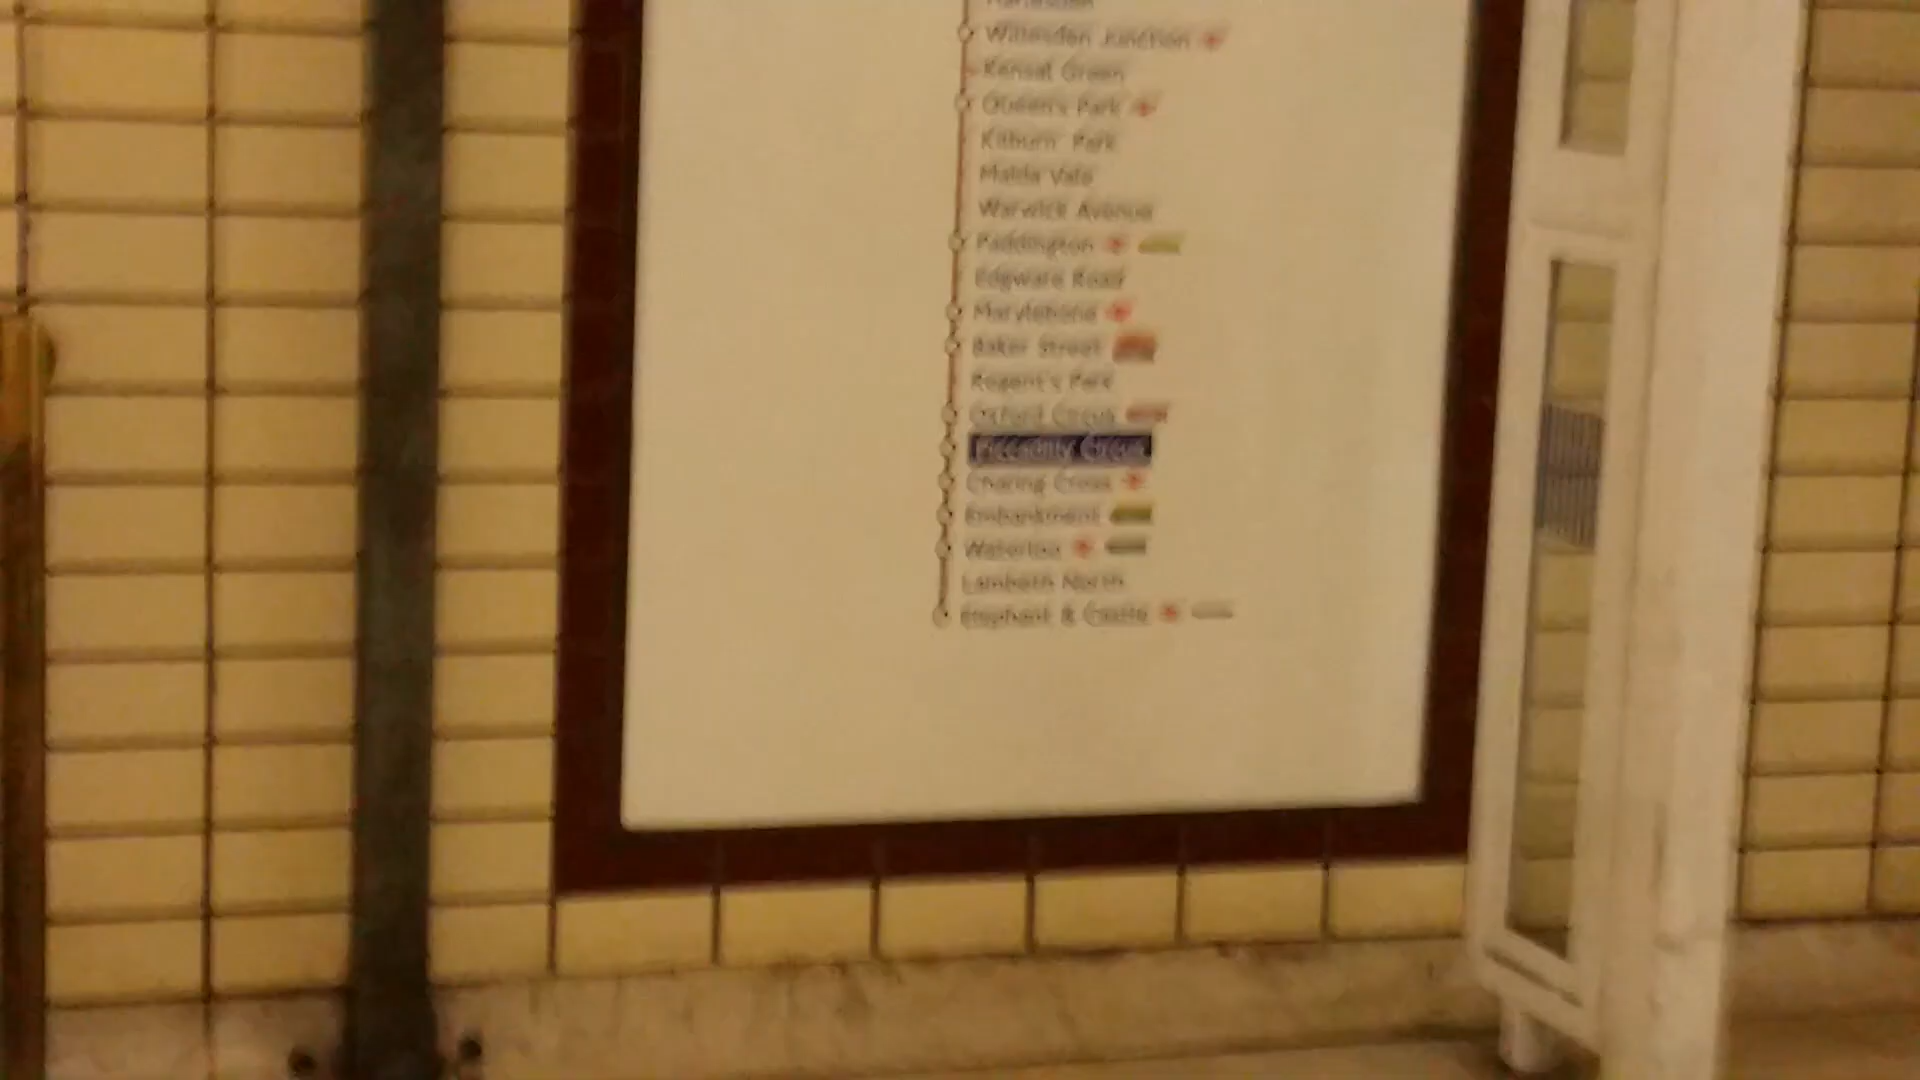 Harlesden
Willesden Junction
Kensal Green
Queen's Park
Kilburn Park
Maida Vale
Warwick Avenue
Paddington
Edgware Road
Marylebone
Baker Street
Regent's Park
Oxford Circus
Piccadilly Circus
Charing Cross
Embankment
Waterloo
Lambeth North
Elephant & Castle